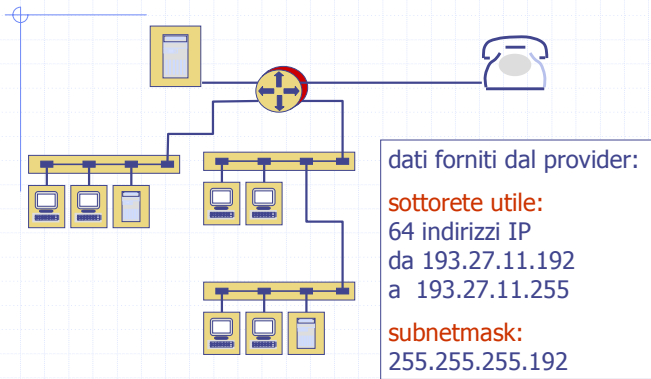 dati forniti dal provider:
sottorete utile:
64 indirizzi IP
da 193.27.11.192
a 193.27.11.255
subnetmask:
255.255.255.192